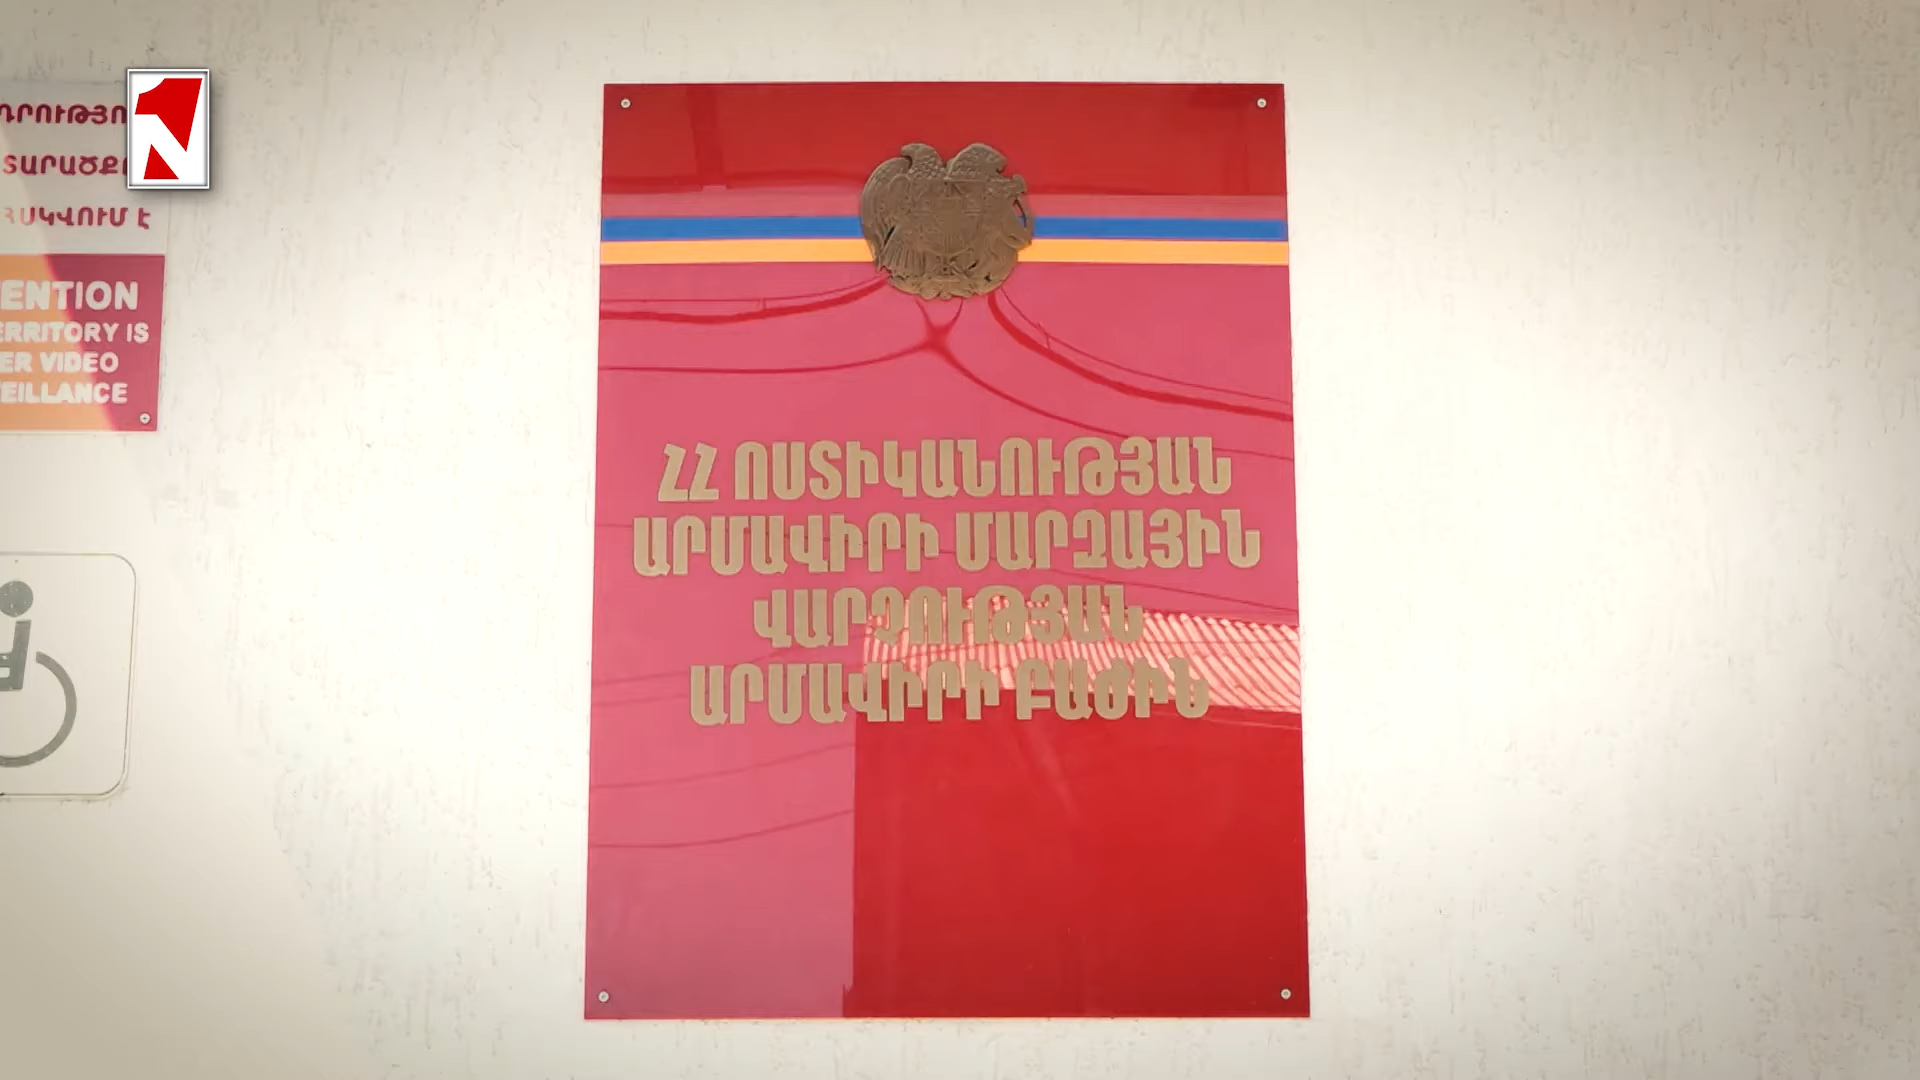 ՏԱՐԱԾՔ
ՎՈՒՄ Է
ENTION
ERRITORY IS
ER VIDEO
EILLANCE
ՀՀ ՈՍՏԻԿԱՆՈՒԹՅԱՆ
ԱՐՄԱՎԻՐԻ ՄԱՐԶԱՅԻՆ
ՎԱՐՉՈՒԹՅԱՆ
ԱՐՄԱՎԻՐԻ ԲԱԺԻՆ